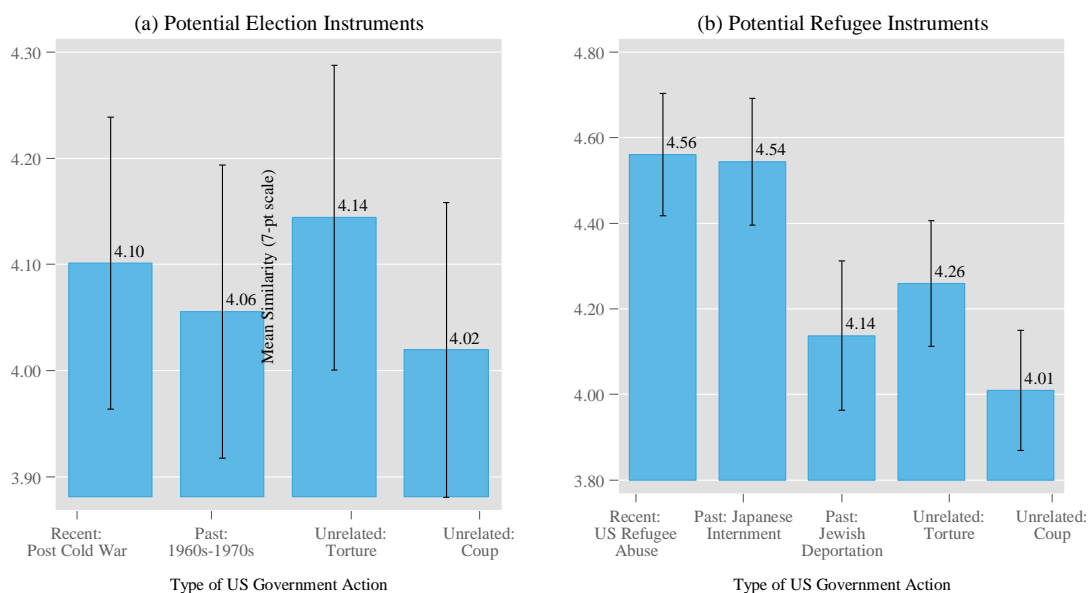 (a) Potential Election Instruments
4.30
4.20
4.10
4.00
3.90
4.10
4.06
4.14
4.02
Recent:
Post Cold War
Past:
1960s-1970s
Unrelated:
Torture
Unrelated:
Coup
Type of US Government Action
(b) Potential Refugee Instruments
Mean Similarity (7-pt scale)
4.80
4.60
4.40
4.20
4.00
3.80
4.56
4.54
4.14
4.26
4.01
Recent:
US Refugee
Abuse
Past: Japanese
Internment
Past:
Jewish
Deportation
Unrelated:
Torture
Unrelated:
Coup
Type of US Government Action